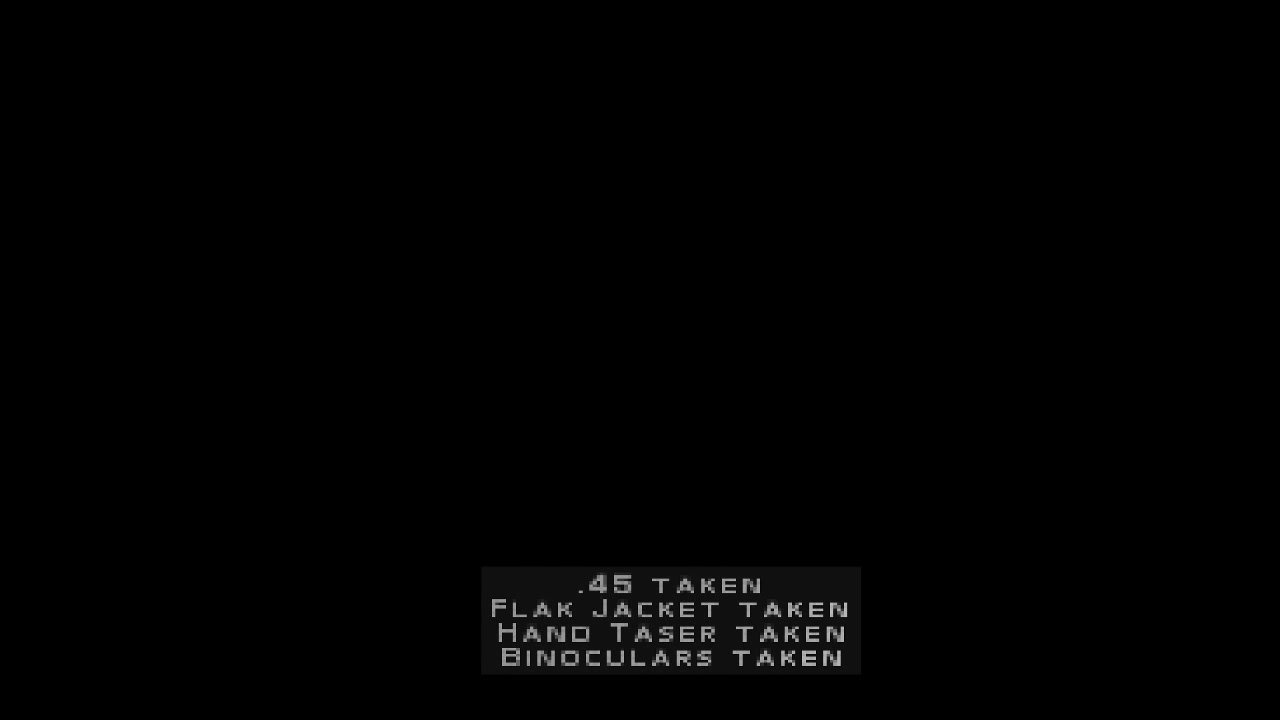 .45 TAKEN
FLAK JACKET TAKEN
HAND TASER TAKEN
BINOCULARS TAKEN